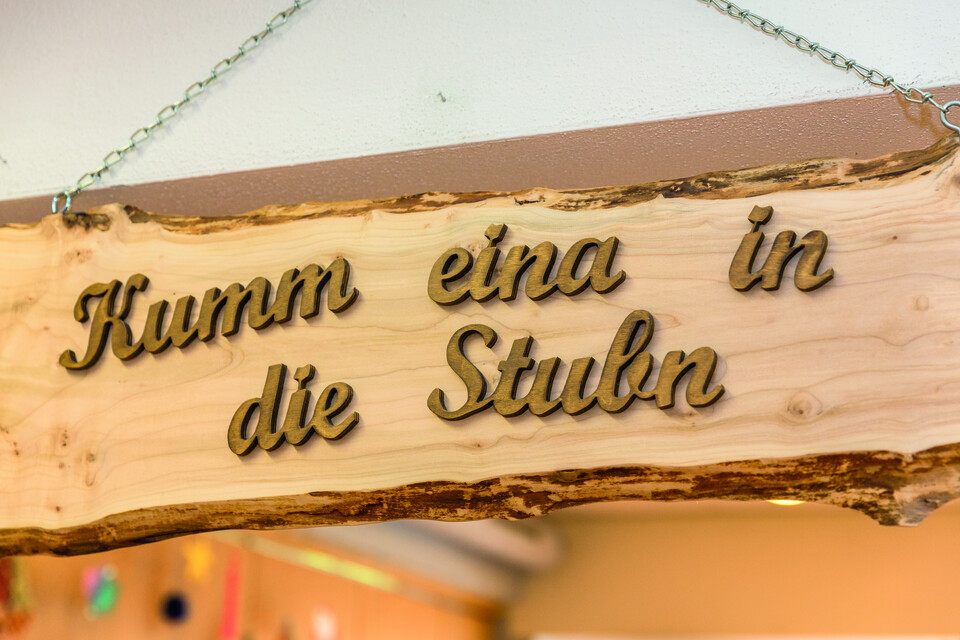 Kumm eina in
die Stubn